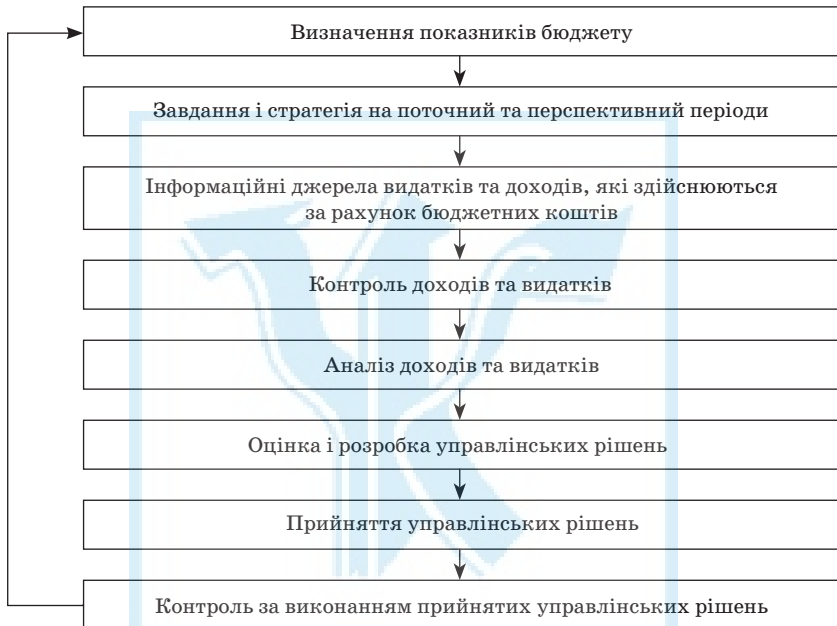 Визначення показників бюджету
Завдання і стратегія на поточний та перспективний періоди
Інформаційні джерела видатків та доходів, які здійснюються
за рахунок бюджетних коштів
Контроль доходів та видатків
Аналіз доходів та видатків
Оцінка і розробка управлінських рішень
Прийняття управлінських рішень
Контроль за виконанням прийнятих управлінських рішень